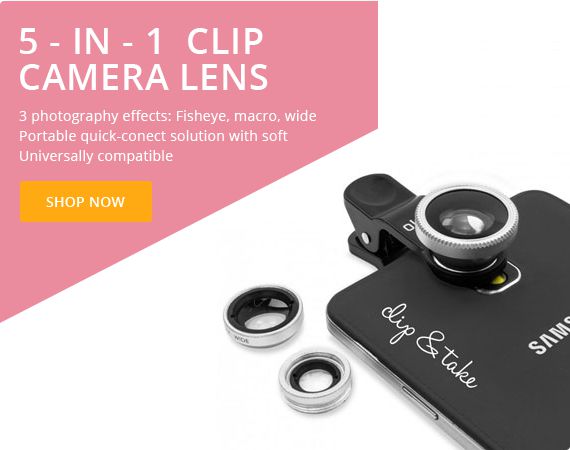 5 - IN - 1 CLIP
CAMERA LENS
3 photography effects: Fisheye, macro, wide
Portable quick-conect solution with soft
Universally compatible
SHOP NOW
clip & take
WIDE